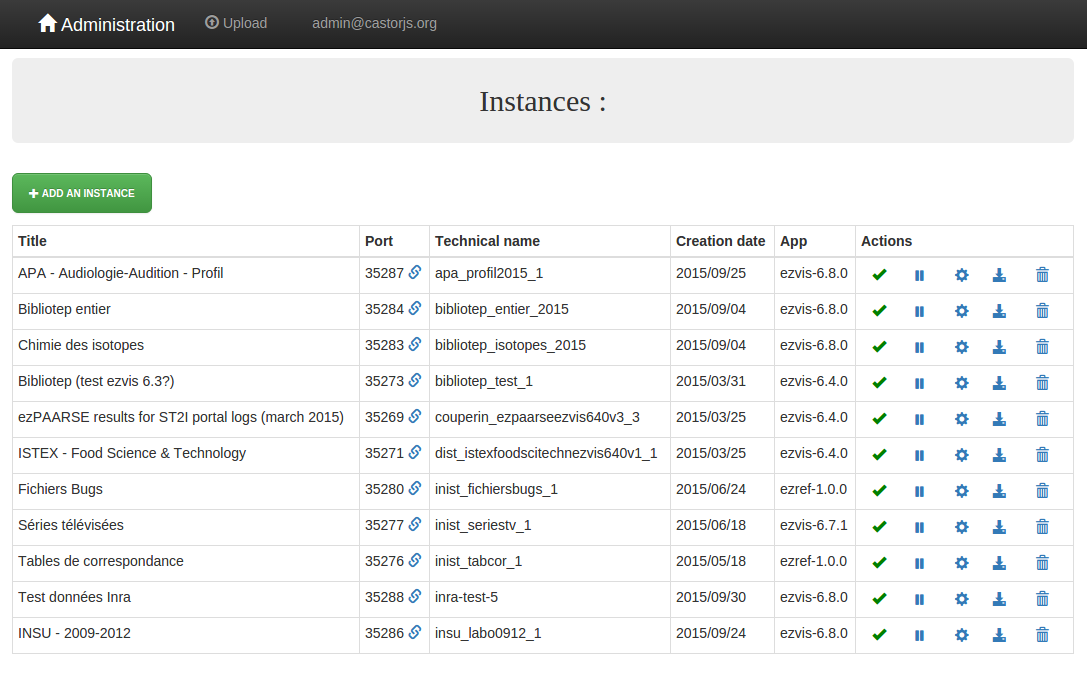 Administration Upload admin@castorjs.org
Instances :
ADD AN INSTANCE
Title Port Technical name Creation date App Actions
APA - Audiologie-Audition - Profil 35287 apa_profil2015_1 2015/09/25 ezvis-6.8.0
Bibliotep entier 35284 bibliotep_entier_2015 2015/09/04 ezvis-6.8.0
Chimie des isotopes 35283 bibliotep_isotopes_2015 2015/09/04 ezvis-6.8.0
Bibliotep (test ezvis 6.3?) 35273 bibliotep_test_1 2015/03/31 ezvis-6.4.0
ezPAARSE results for ST2I portal logs (march 2015) 35269 couperin_ezpaarseezvis640v3_3 2015/03/25 ezvis-6.4.0
ISTEX - Food Science & Technology 35271 dist_istexfoodscitechnezvis640v1_1 2015/03/25 ezvis-6.4.0
Fichiers Bugs 35280 inist_fichiersbugs_1 2015/06/24 ezref-1.0.0
Séries télévisées 35277 inist_seriestv_1 2015/06/18 ezvis-6.7.1
Tables de correspondance 35276 inist_tabcor_1 2015/05/18 ezref-1.0.0
Test données Inra 35288 inra-test-5 2015/09/30 ezvis-6.8.0
INSU - 2009-2012 35286 insu_labo0912_1 2015/09/24 ezvis-6.8.0